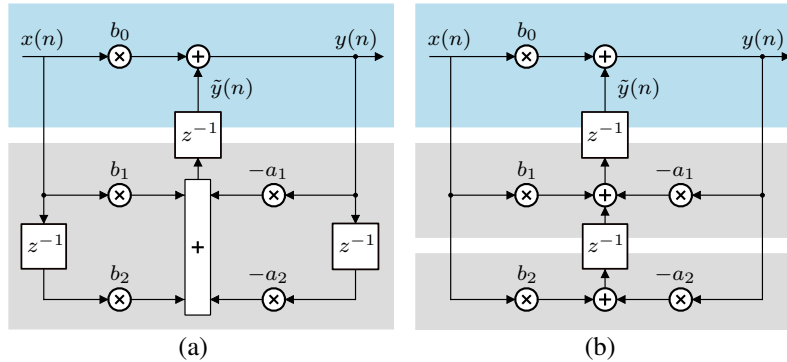 x(n) b₀ y(n) x(n) b₀ y(n)
+ +
ỹ(n) ỹ(n)
z⁻¹ z⁻¹
b₁ −a₁ b₁ −a₁
+
z⁻¹ + z⁻¹ z⁻¹
b₂ −a₂ b₂ −a₂
+
(a) (b)